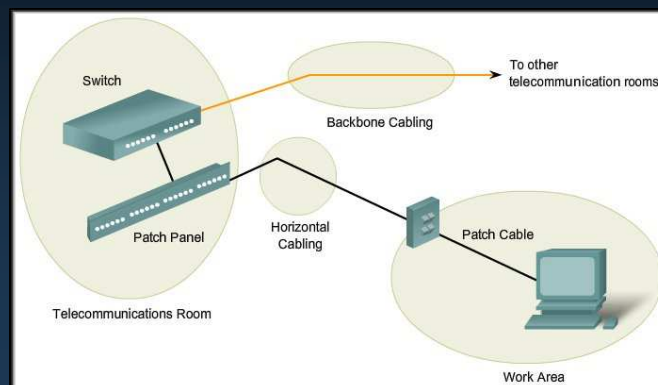 Switch
To other
telecommunication rooms
Backbone Cabling
Patch Panel
Horizontal
Cabling
Patch Cable
Telecommunications Room
Work Area